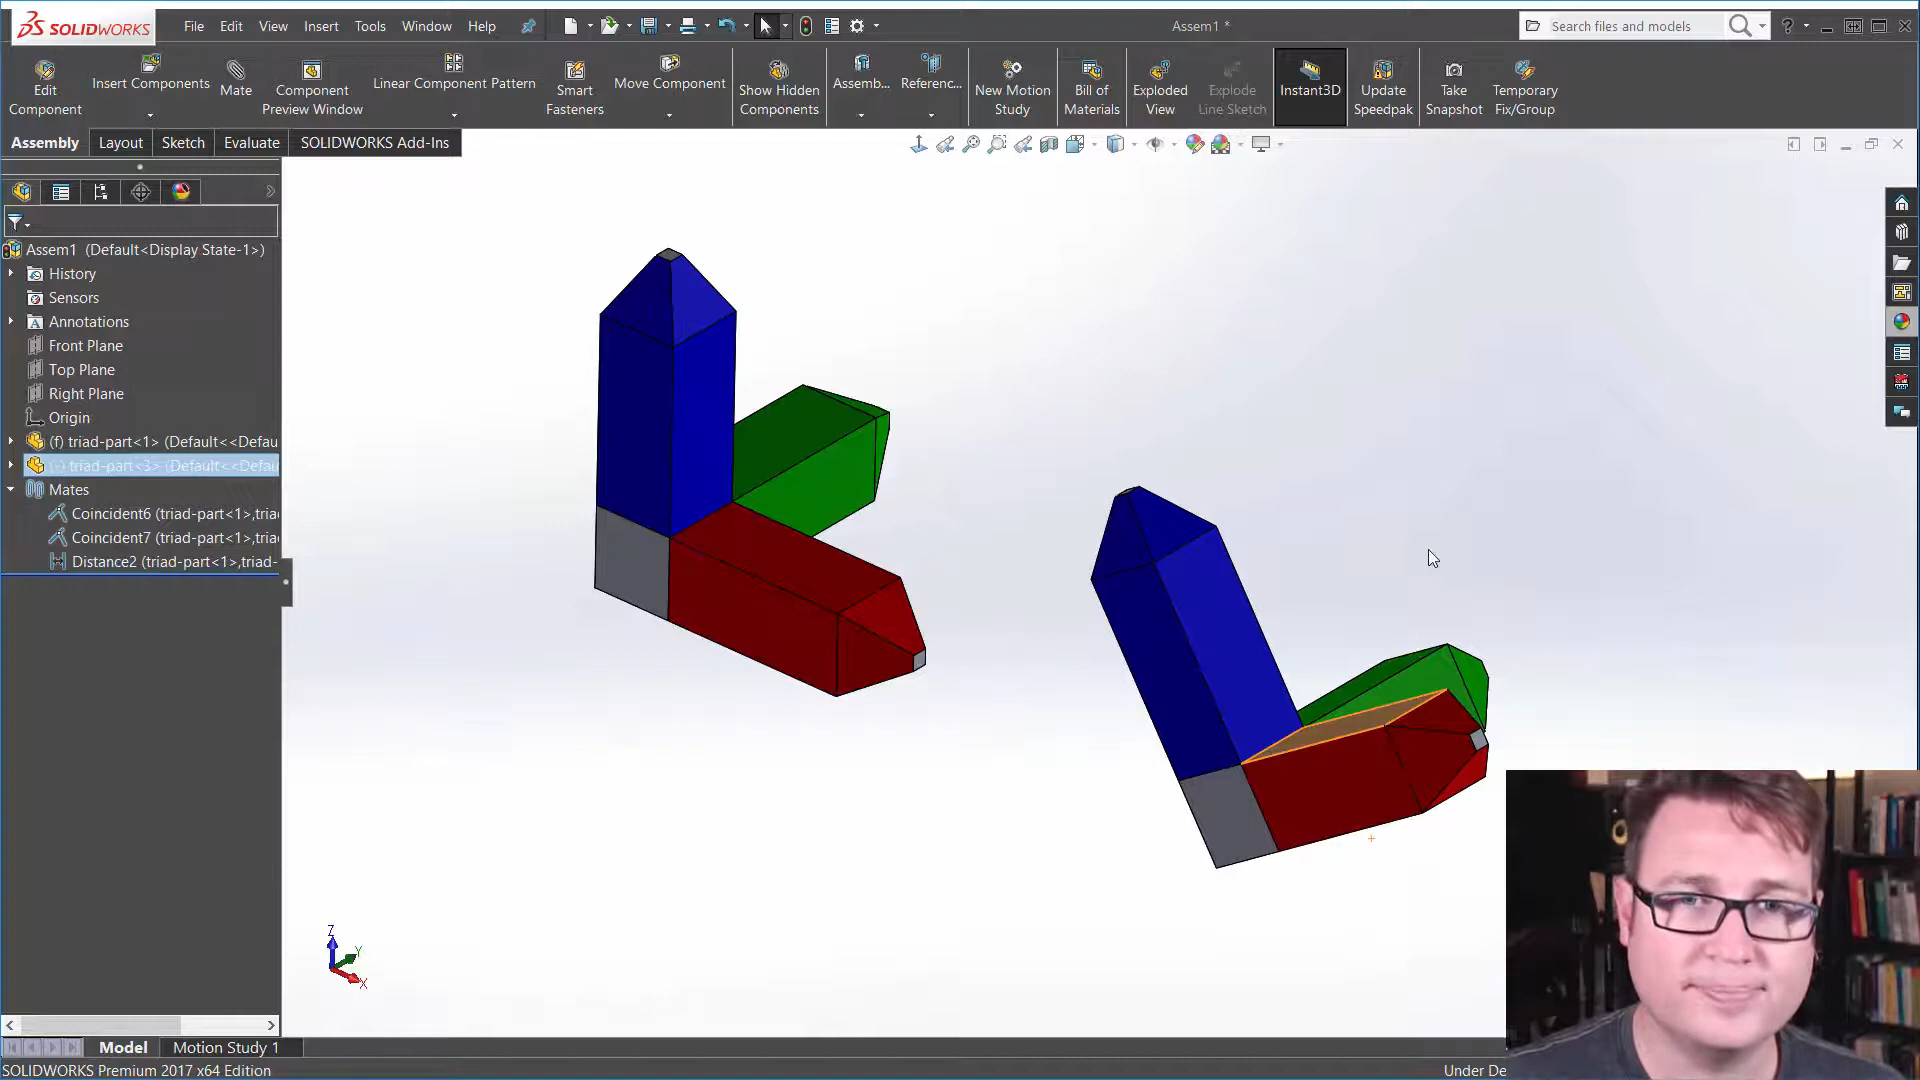 SOLIDWORKS
File Edit View Insert Tools Window Help
Assem1 *
Search files and models
?
Edit Component
Insert Components
Mate
Component Preview Window
Linear Component Pattern
Smart Fasteners
Move Component
Show Hidden Components
Assemb...
Referenc...
New Motion Study
Bill of Materials
Exploded View
Explode Line Sketch
Instant3D
Update Speedpak
Take Snapshot
Temporary Fix/Group
Assembly Layout Sketch Evaluate SOLIDWORKS Add-Ins
Assem1 (Default<Display State-1>)
History
Sensors
Annotations
Front Plane
Top Plane
Right Plane
Origin
(f) triad-part<1> (Default<<Defau
(-) triad-part<3> (Default<<Defau
Mates
Coincident6 (triad-part<1>,tria
Coincident7 (triad-part<1>,tria
Distance2 (triad-part<1>,triad-
Z
Y
X
Model Motion Study 1
SOLIDWORKS Premium 2017 x64 Edition
Under De